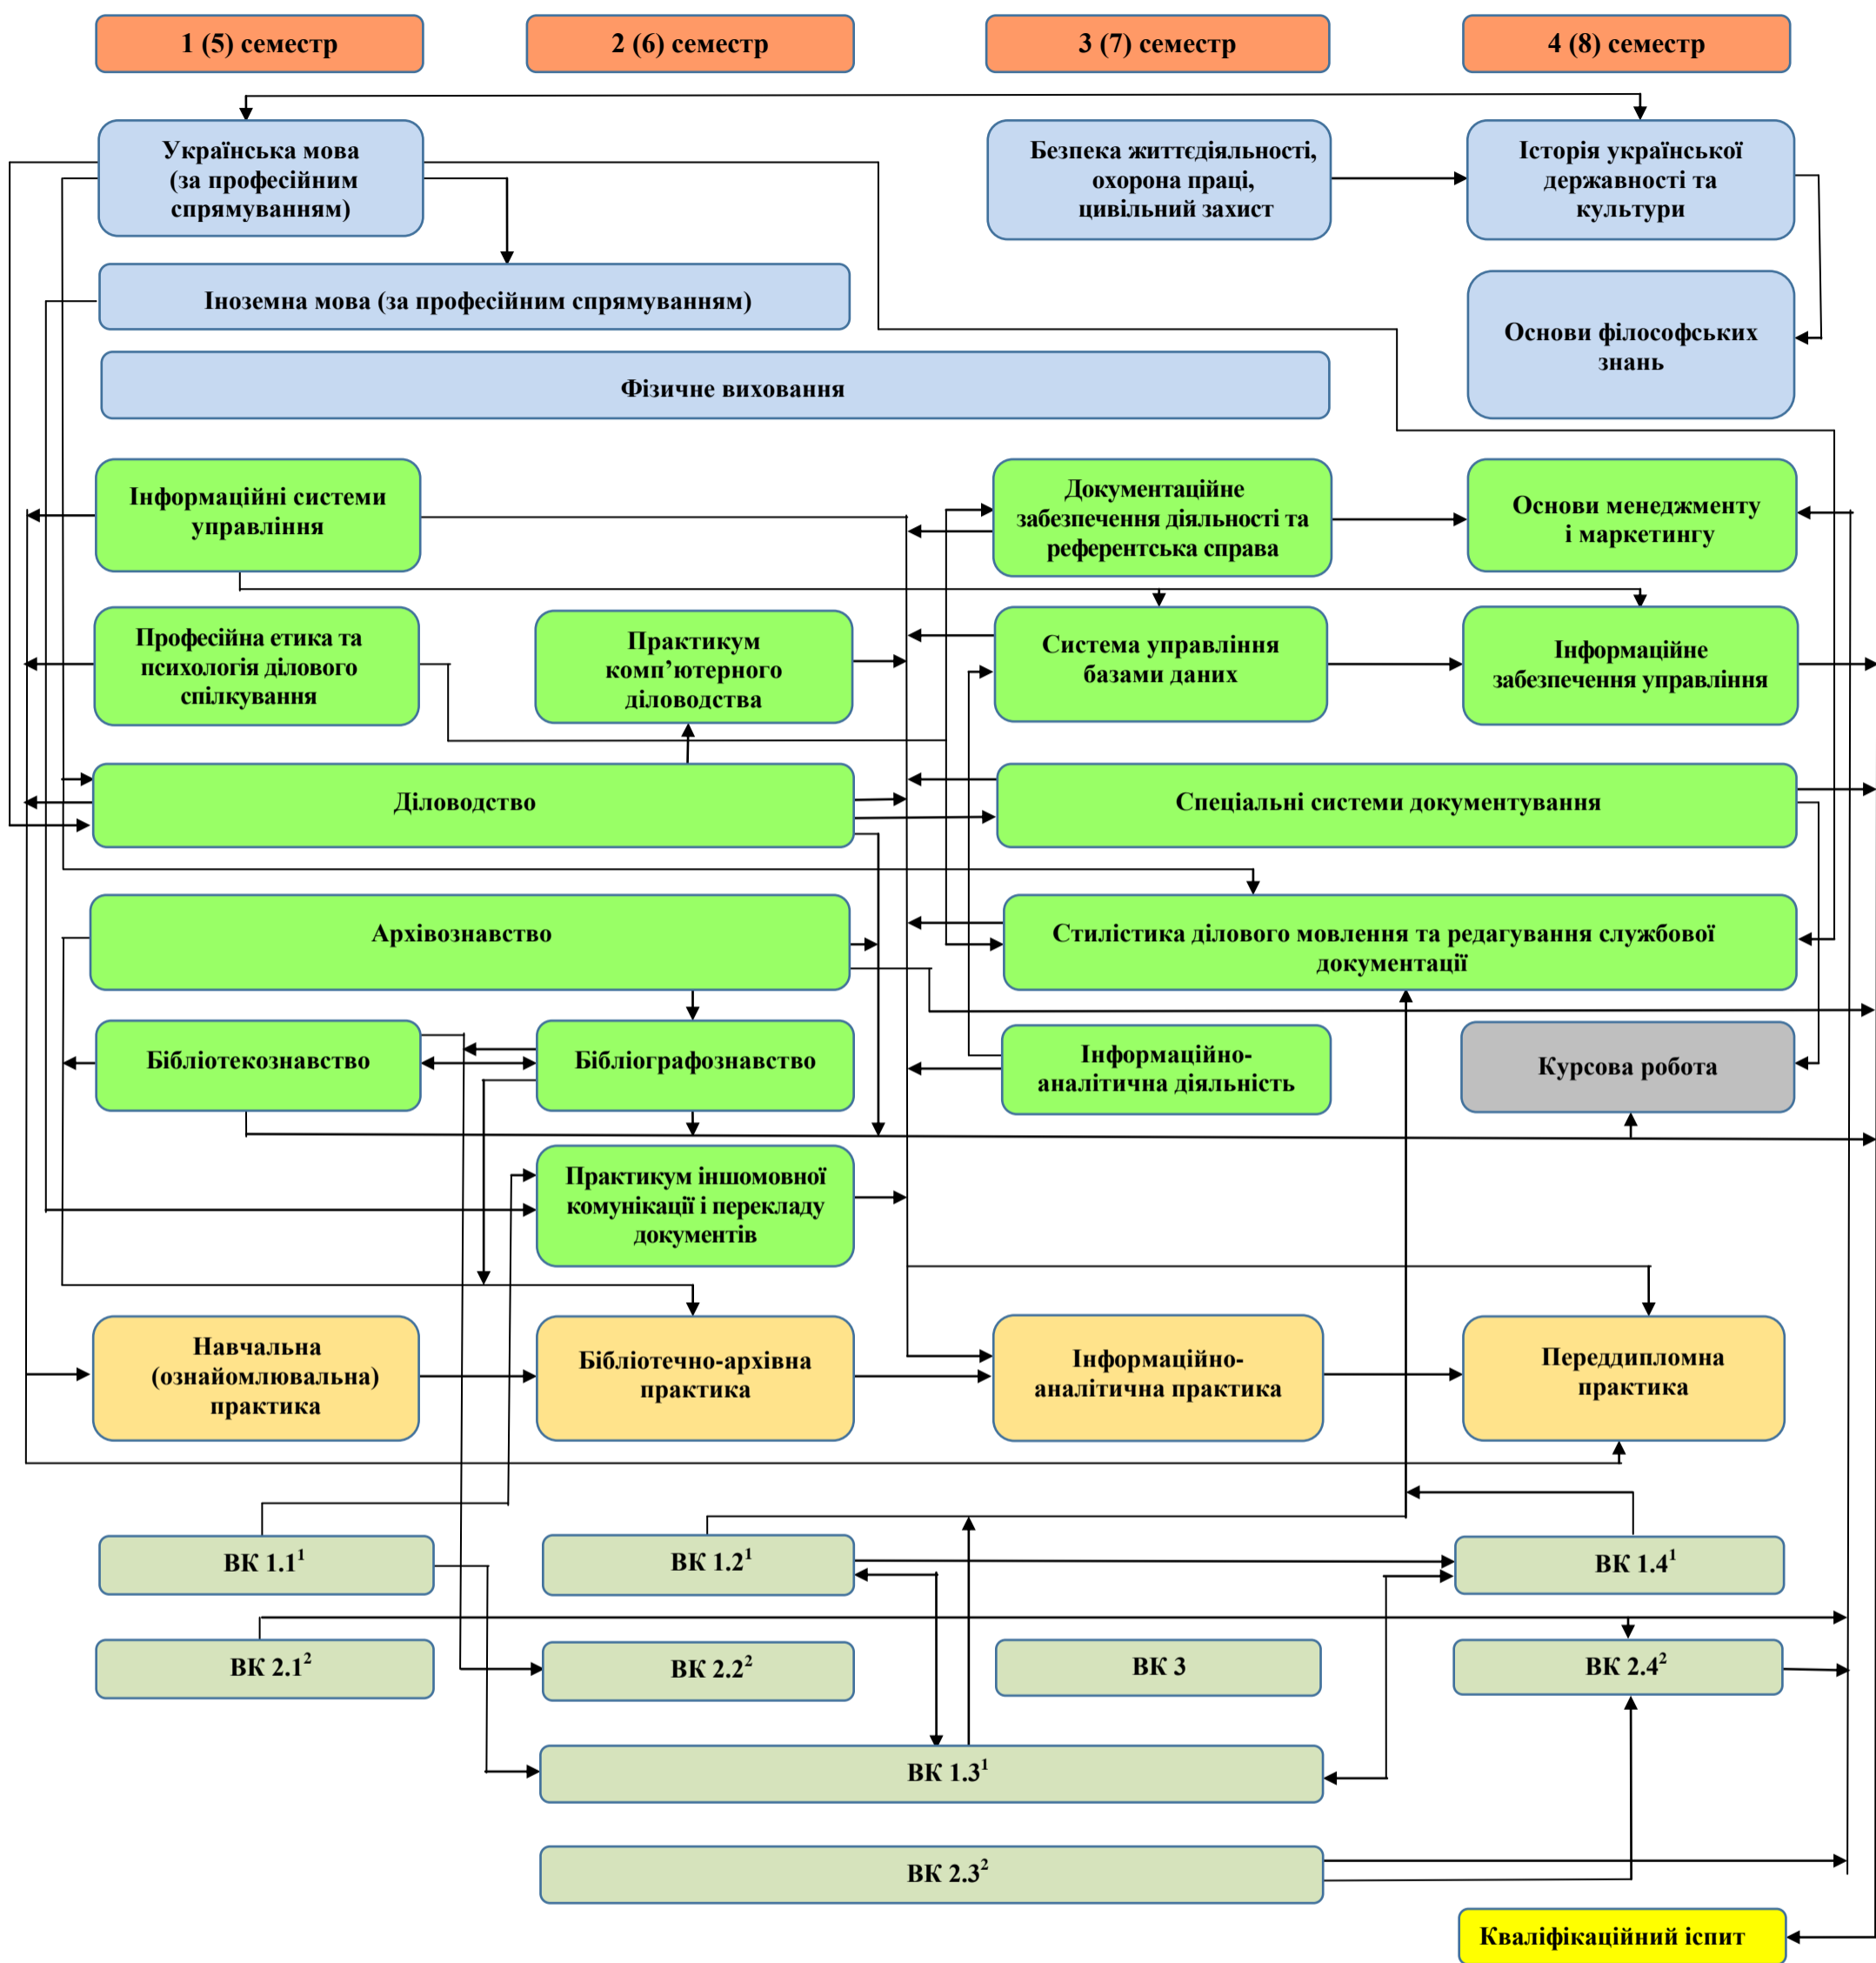 1 (5) семестр
2 (6) семестр
3 (7) семестр
4 (8) семестр
Українська мова
(за професійним
спрямуванням)
Безпека життєдіяльності,
охорона праці,
цивільний захист
Історія української
державності та
культури
Іноземна мова (за професійним спрямуванням)
Основи філософських
знань
Фізичне виховання
Інформаційні системи
управління
Документаційне
забезпечення діяльності та
референтська справа
Основи менеджменту
і маркетингу
Професійна етика та
психологія ділового
спілкування
Практикум
комп’ютерного
діловодства
Система управління
базами даних
Інформаційне
забезпечення управління
Діловодство
Спеціальні системи документування
Архівознавство
Стилістика ділового мовлення та редагування службової
документації
Бібліотекознавство
Бібліографознавство
Інформаційно-
аналітична діяльність
Курсова робота
Практикум іншомовної
комунікації і перекладу
документів
Навчальна
(ознайомлювальна)
практика
Бібліотечно-архівна
практика
Інформаційно-
аналітична практика
Переддипломна
практика
ВК 1.1¹
ВК 1.2¹
ВК 1.4¹
ВК 2.1²
ВК 2.2²
ВК 3
ВК 2.4²
ВК 1.3¹
ВК 2.3²
Кваліфікаційний іспит